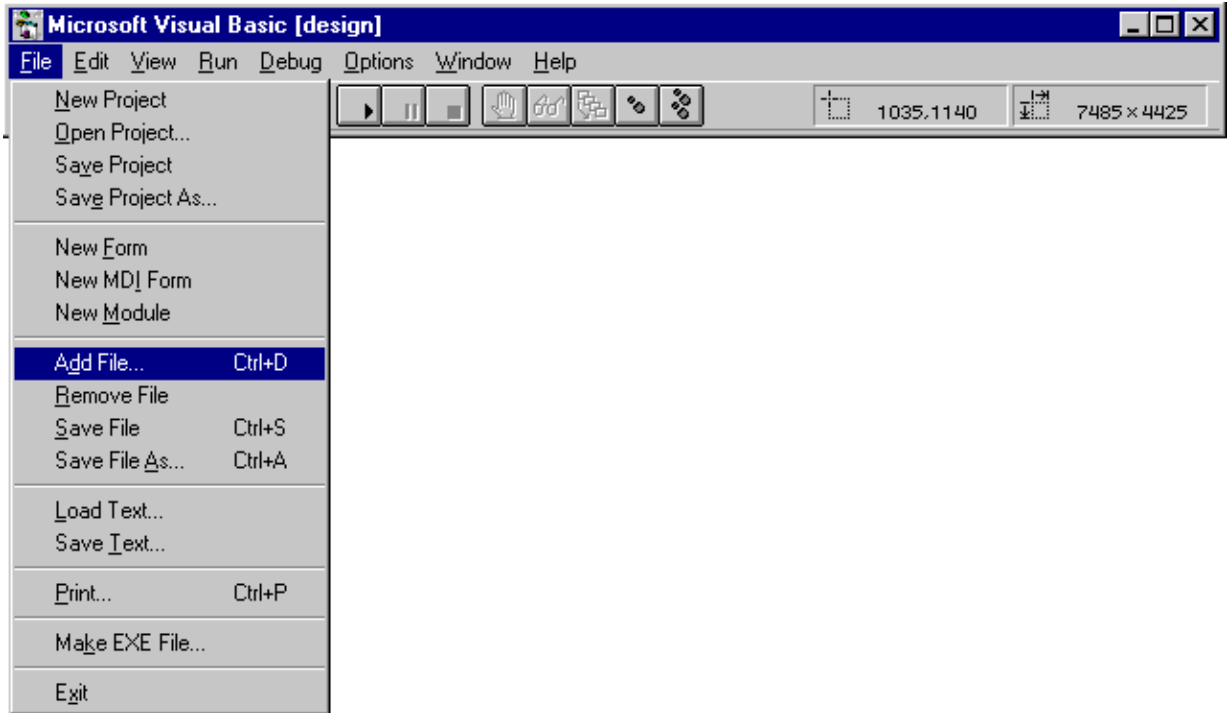 Microsoft Visual Basic [design]
File Edit View Run Debug Options Window Help
1035,1140 7485×4425
New Project
Open Project...
Save Project
Save Project As...
New Form
New MDI Form
New Module
Add File... Ctrl+D
Remove File
Save File Ctrl+S
Save File As... Ctrl+A
Load Text...
Save Text...
Print... Ctrl+P
Make EXE File...
Exit